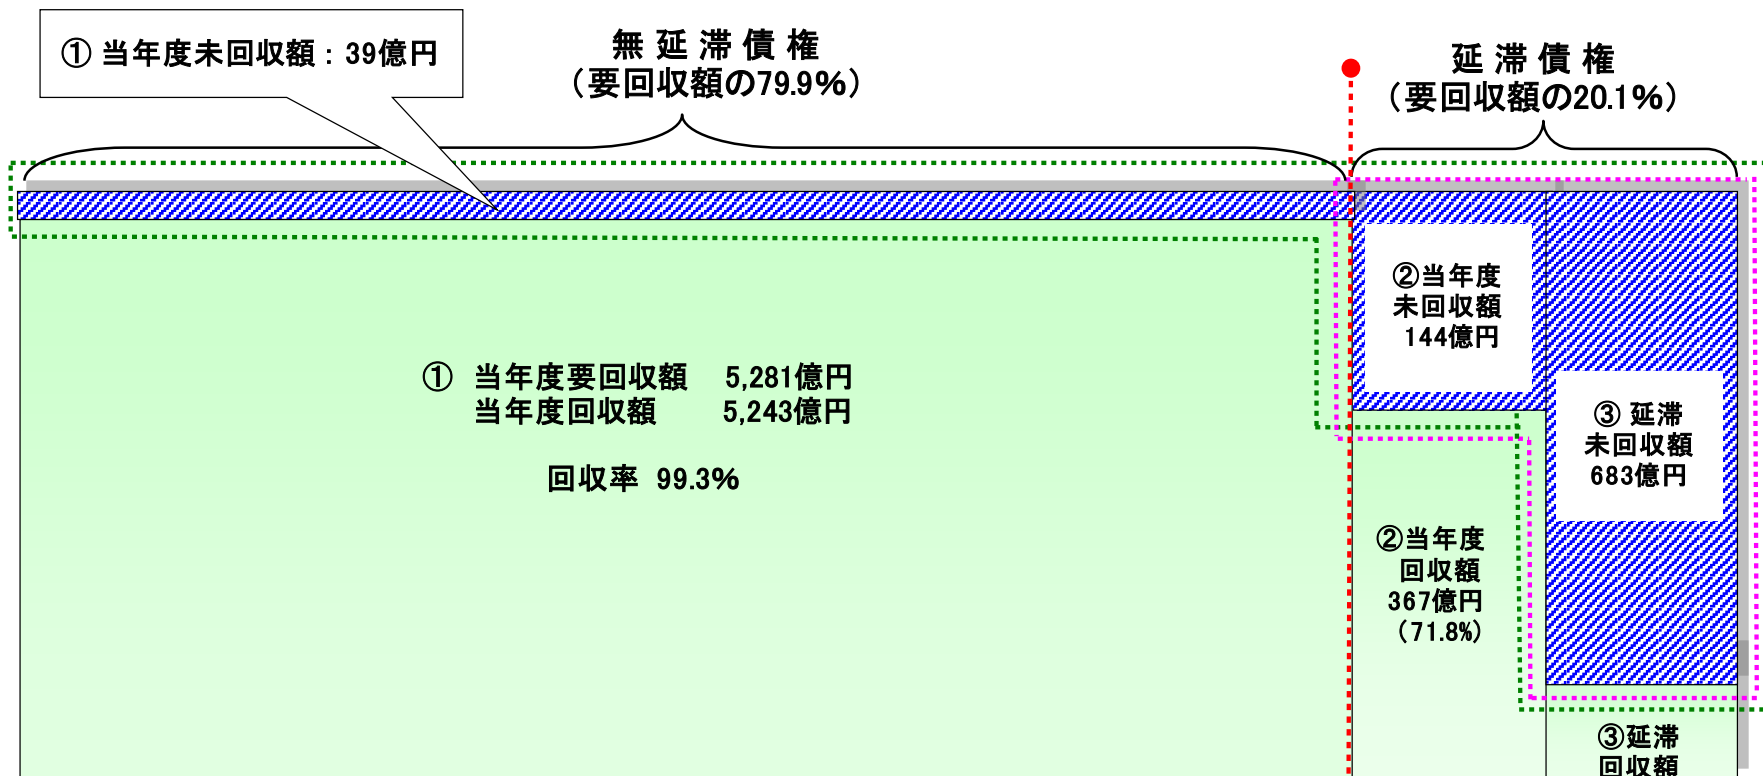 ① 当年度未回収額：39億円
無 延 滞 債 権
（要回収額の79.9%）
延 滞 債 権
（要回収額の20.1%）
① 当年度要回収額 5,281億円
当年度回収額 5,243億円
回収率 99.3%
②当年度
未回収額
144億円
③ 延滞
未回収額
683億円
②当年度
回収額
367億円
（71.8%）
③延滞
回収額